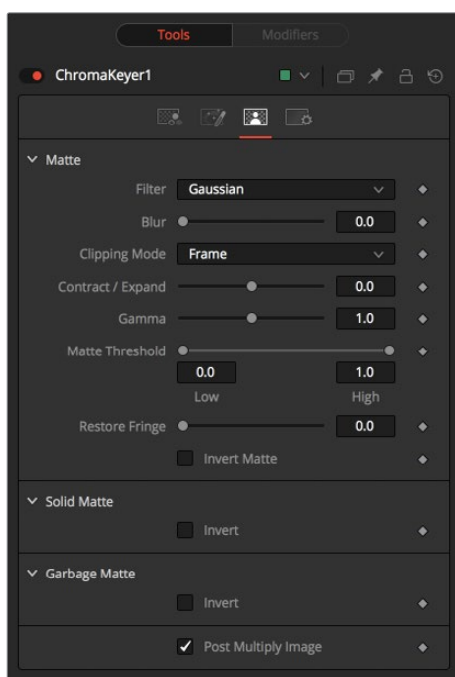 Tools Modifiers
ChromaKeyer1
Matte
Filter Gaussian
Blur 0.0
Clipping Mode Frame
Contract / Expand 0.0
Gamma 1.0
Matte Threshold
0.0 1.0
Low High
Restore Fringe 0.0
Invert Matte
Solid Matte
Invert
Garbage Matte
Invert
Post Multiply Image